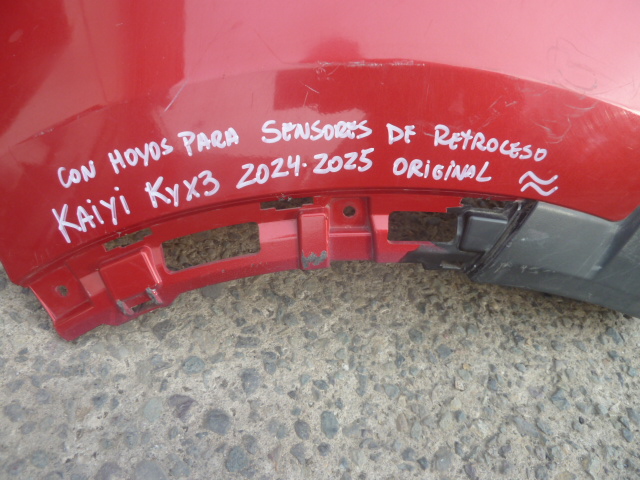 CON HOYOS PARA SENSORES DE RETROCESO
KAiyi KYX3 2024-2025 ORIGINAL